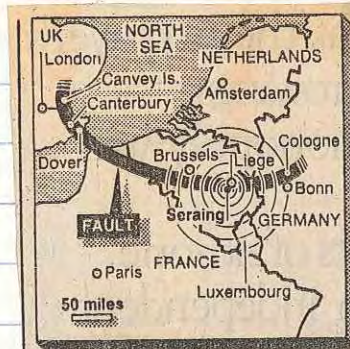 UK
NORTH
SEA
NETHERLANDS
London
Canvey Is.
Canterbury
Amsterdam
Dover
Brussels
Liege
Cologne
Bonn
Seraing
GERMANY
FAULT
FRANCE
Paris
Luxembourg
50 miles